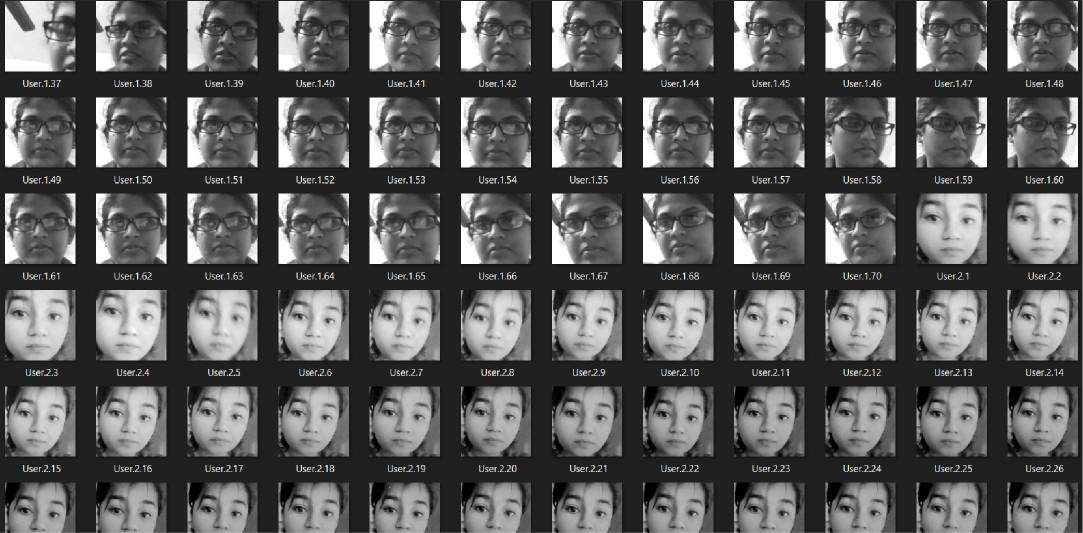 User.1.37 User.1.38 User.1.39 User.1.40 User.1.41 User.1.42 User.1.43 User.1.44 User.1.45 User.1.46 User.1.47 User.1.48
User.1.49 User.1.50 User.1.51 User.1.52 User.1.53 User.1.54 User.1.55 User.1.56 User.1.57 User.1.58 User.1.59 User.1.60
User.1.61 User.1.62 User.1.63 User.1.64 User.1.65 User.1.66 User.1.67 User.1.68 User.1.69 User.1.70 User.2.1 User.2.2
User.2.3 User.2.4 User.2.5 User.2.6 User.2.7 User.2.8 User.2.9 User.2.10 User.2.11 User.2.12 User.2.13 User.2.14
User.2.15 User.2.16 User.2.17 User.2.18 User.2.19 User.2.20 User.2.21 User.2.22 User.2.23 User.2.24 User.2.25 User.2.26